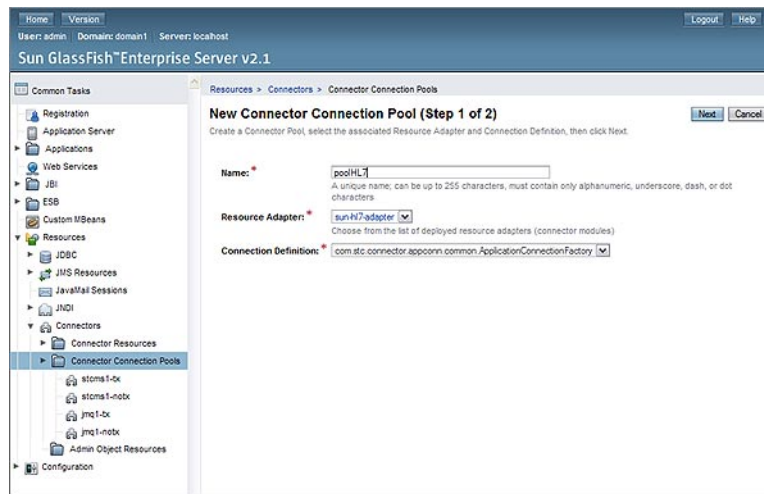 Home Version Logout Help
User: admin Domain: domain1 Server: localhost
Sun GlassFish™ Enterprise Server v2.1
Common Tasks
Registration
Application Server
Applications
Web Services
JBI
ESB
Custom MBeans
Resources
JDBC
JMS Resources
JavaMail Sessions
JNDI
Connectors
Connector Resources
Connector Connection Pools
stcms1-tx
stcms1-notx
jmq1-tx
jmq1-notx
Admin Object Resources
Configuration
Resources > Connectors > Connector Connection Pools
New Connector Connection Pool (Step 1 of 2) Next Cancel
Create a Connector Pool, select the associated Resource Adapter and Connection Definition, then click Next.
Name: * poolHL7
A unique name; can be up to 255 characters, must contain only alphanumeric, underscore, dash, or dot
characters
Resource Adapter: * sun-hl7-adapter
Choose from the list of deployed resource adapters (connector modules)
Connection Definition: * com.stc.connector.appconn.common.ApplicationConnectionFactory